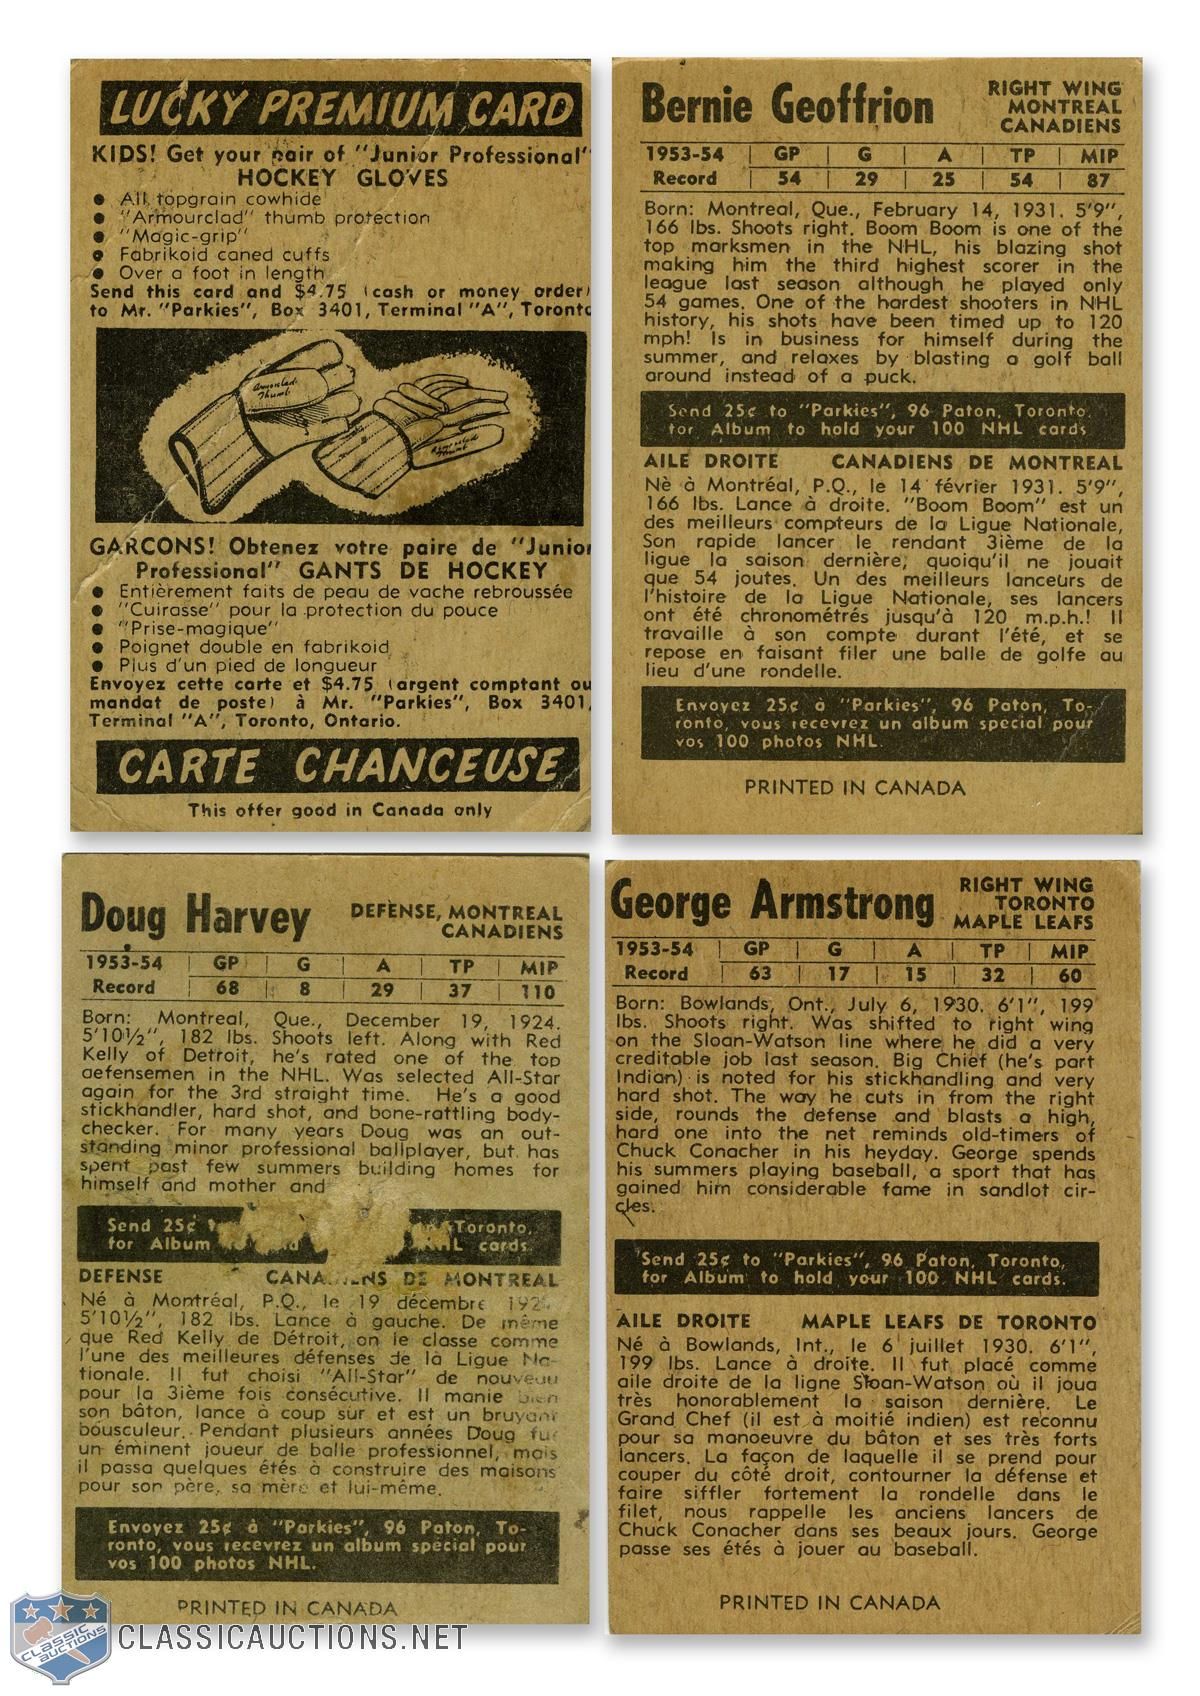 LUCKY PREMIUM CARD
KIDS! Get your pair of "Junior Professional"
HOCKEY GLOVES
● All topgrain cowhide
● "Armourclad" thumb protection
● "Magic-grip"
● Fabrikoid caned cuffs
● Over a foot in length
Send this card and $4.75 (cash or money order)
to Mr. "Parkies", Box 3401, Terminal "A", Toronto
Armorclad
Thumb
GARCONS! Obtenez votre paire de "Junior
Professional" GANTS DE HOCKEY
● Entièrement faits de peau de vache rebroussée
● "Cuirasse" pour la protection du pouce
● "Prise-magique"
● Poignet double en fabrikoid
● Plus d'un pied de longueur
Envoyez cette carte et $4.75 (argent comptant ou
mandat de poste) à Mr. "Parkies", Box 3401,
Terminal "A", Toronto, Ontario.
CARTE CHANCEUSE
This offer good in Canada only
Bernie Geoffrion
RIGHT WING
MONTREAL
CANADIENS
1953-54 | GP | G | A | TP | MIP
Record | 54 | 29 | 25 | 54 | 87
Born: Montreal, Que., February 14, 1931. 5'9",
166 lbs. Shoots right. Boom Boom is one of the
top marksmen in the NHL, his blazing shot
making him the third highest scorer in the
league last season although he played only
54 games. One of the hardest shooters in NHL
history, his shots have been timed up to 120
mph! Is in business for himself during the
summer, and relaxes by blasting a golf ball
around instead of a puck.
Send 25¢ to "Parkies", 96 Paton, Toronto,
for Album to hold your 100 NHL cards
AILE DROITE CANADIENS DE MONTREAL
Nè à Montréal, P.Q., le 14 février 1931. 5'9",
166 lbs. Lance à droite. "Boom Boom" est un
des meilleurs compteurs de la Ligue Nationale,
Son rapide lancer le rendant 3ième de la
ligue la saison dernière, quoiqu'il ne jouait
que 54 joutes. Un des meilleurs lanceurs de
l'histoire de la Ligue Nationale, ses lancers
ont été chronométrés jusqu'à 120 m.p.h.! Il
travaille à son compte durant l'été, et se
repose en faisant filer une balle de golfe au
lieu d'une rondelle.
Envoyez 25¢ à "Parkies", 96 Paton, To-
ronto, vous recevrez un album special pour
vos 100 photos NHL.
PRINTED IN CANADA
Doug Harvey
DEFENSE, MONTREAL
CANADIENS
1953-54 | GP | G | A | TP | MIP
Record | 68 | 8 | 29 | 37 | 110
Born: Montreal, Que., December 19, 1924.
5'10½", 182 lbs. Shoots left. Along with Red
Kelly of Detroit, he's rated one of the top
defensemen in the NHL. Was selected All-Star
again for the 3rd straight time. He's a good
stickhandler, hard shot, and bone-rattling body-
checker. For many years Doug was an out-
standing minor professional ballplayer, but has
spent past few summers building homes for
himself and mother and
Send 25¢ Toronto,
for Album cards.
DEFENSE DE MONTREAL
Né à Montréal, P.Q., le 19 décembre
5'10½", 182 lbs. Lance à gauche. De même
que Red Kelly de Détroit, on le classe comme
l'une des meilleures défenses de la Ligue Na-
tionale. Il fut choisi "All-Star" de nouveau
pour la 3ième fois consécutive. Il manie bien
son bâton, lance à coup sur et est un bruyant
bousculeur. Pendant plusieurs années Doug fut
un éminent joueur de balle professionnel, mais
il passa quelques étés à construire des maisons
pour son père, sa mère et lui-même.
Envoyez 25¢ à "Parkies", 96 Paton, To-
ronto, vous recevrez un album special pour
vos 100 photos NHL.
PRINTED IN CANADA
George Armstrong
RIGHT WING
TORONTO
MAPLE LEAFS
1953-54 | GP | G | A | TP | MIP
Record | 63 | 17 | 15 | 32 | 60
Born: Bowlands, Ont., July 6, 1930. 6'1", 199
lbs. Shoots right. Was shifted to right wing
on the Sloan-Watson line where he did a very
creditable job last season. Big Chief (he's part
Indian) is noted for his stickhandling and very
hard shot. The way he cuts in from the right
side, rounds the defense and blasts a high,
hard one into the net reminds old-timers of
Chuck Conacher in his heyday. George spends
his summers playing baseball, a sport that has
gained him considerable fame in sandlot cir-
cles.
Send 25¢ to "Parkies", 96 Paton, Toronto,
for Album to hold your 100 NHL cards.
AILE DROITE MAPLE LEAFS DE TORONTO
Né à Bowlands, Int., le 6 juillet 1930. 6'1",
199 lbs. Lance à droite. Il fut placé comme
aile droite de la ligne Sloan-Watson où il joua
très honorablement la saison dernière. Le
Grand Chef (il est à moitié indien) est reconnu
pour sa manoeuvre du bâton et ses très forts
lancers. La façon de laquelle il se prend pour
couper du côté droit, contourner la défense et
faire siffler fortement la rondelle dans le
filet, nous rappelle les anciens lancers de
Chuck Conacher dans ses beaux jours. George
passe ses étés à jouer au baseball.
PRINTED IN CANADA
CLASSIC AUCTIONS
CLASSICAUCTIONS.NET